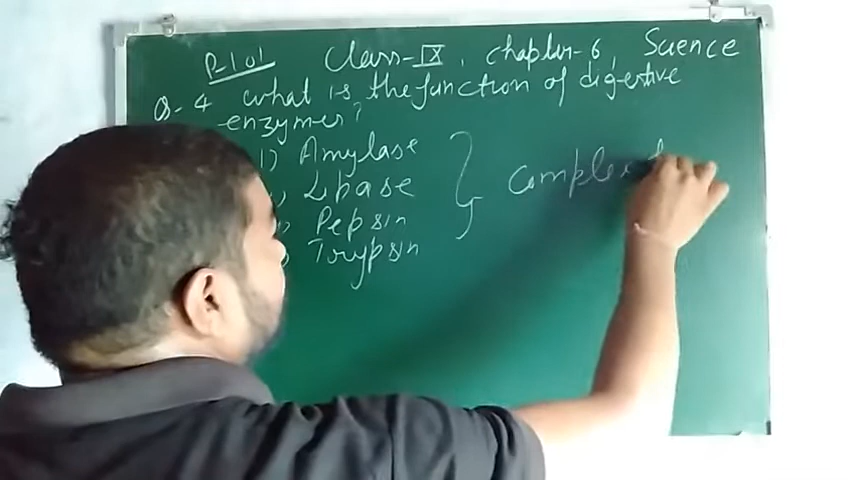 P-101 Class-IX, chapter-6, Science
Q-4 what is the function of digestive
enzymes?
1) Amylase
Lipase
) Pepsin
) Trypsin
} complex